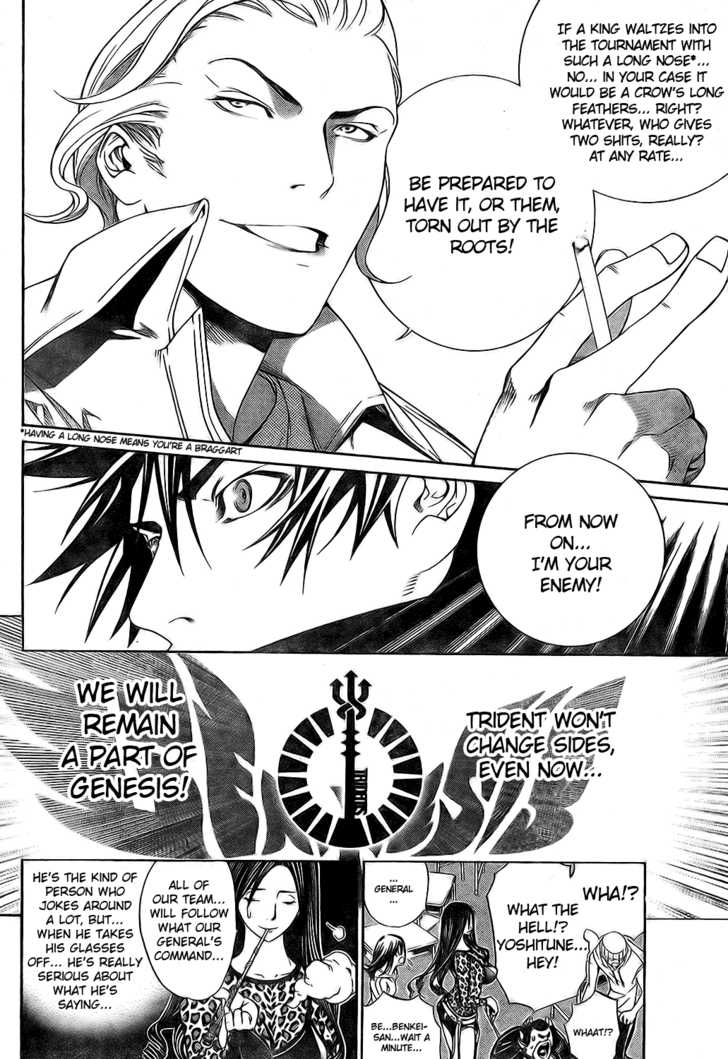 IF A KING WALTZES INTO
THE TOURNAMENT WITH
SUCH A LONG NOSE*...
NO... IN YOUR CASE IT
WOULD BE A CROW'S LONG
FEATHERS... RIGHT?
WHATEVER, WHO GIVES
TWO SHITS, REALLY?
AT ANY RATE...
BE PREPARED TO
HAVE IT, OR THEM,
TORN OUT BY THE
ROOTS!
*HAVING A LONG NOSE MEANS YOU'RE A BRAGGART
FROM NOW
ON...
I'M YOUR
ENEMY!
TRIDENT WON'T
CHANGE SIDES,
EVEN NOW...
WE WILL
REMAIN
A PART OF
GENESIS!
WHA!?
WHAT
THE
HELL!?
YOSHITUNE...
HEY!
...
GENERAL
...
WHAAT!?
BE...BENKEI-
SAN...WAIT A
MINUTE...
ALL OF
OUR TEAM...
WILL FOLLOW
WHAT OUR
GENERAL'S
COMMAND...
HE'S THE KIND
OF PERSON WHO
JOKES AROUND
A LOT, BUT...
WHEN HE TAKES
HIS GLASSES
OFF... HE'S REALLY
SERIOUS ABOUT
WHAT HE'S
SAYING...